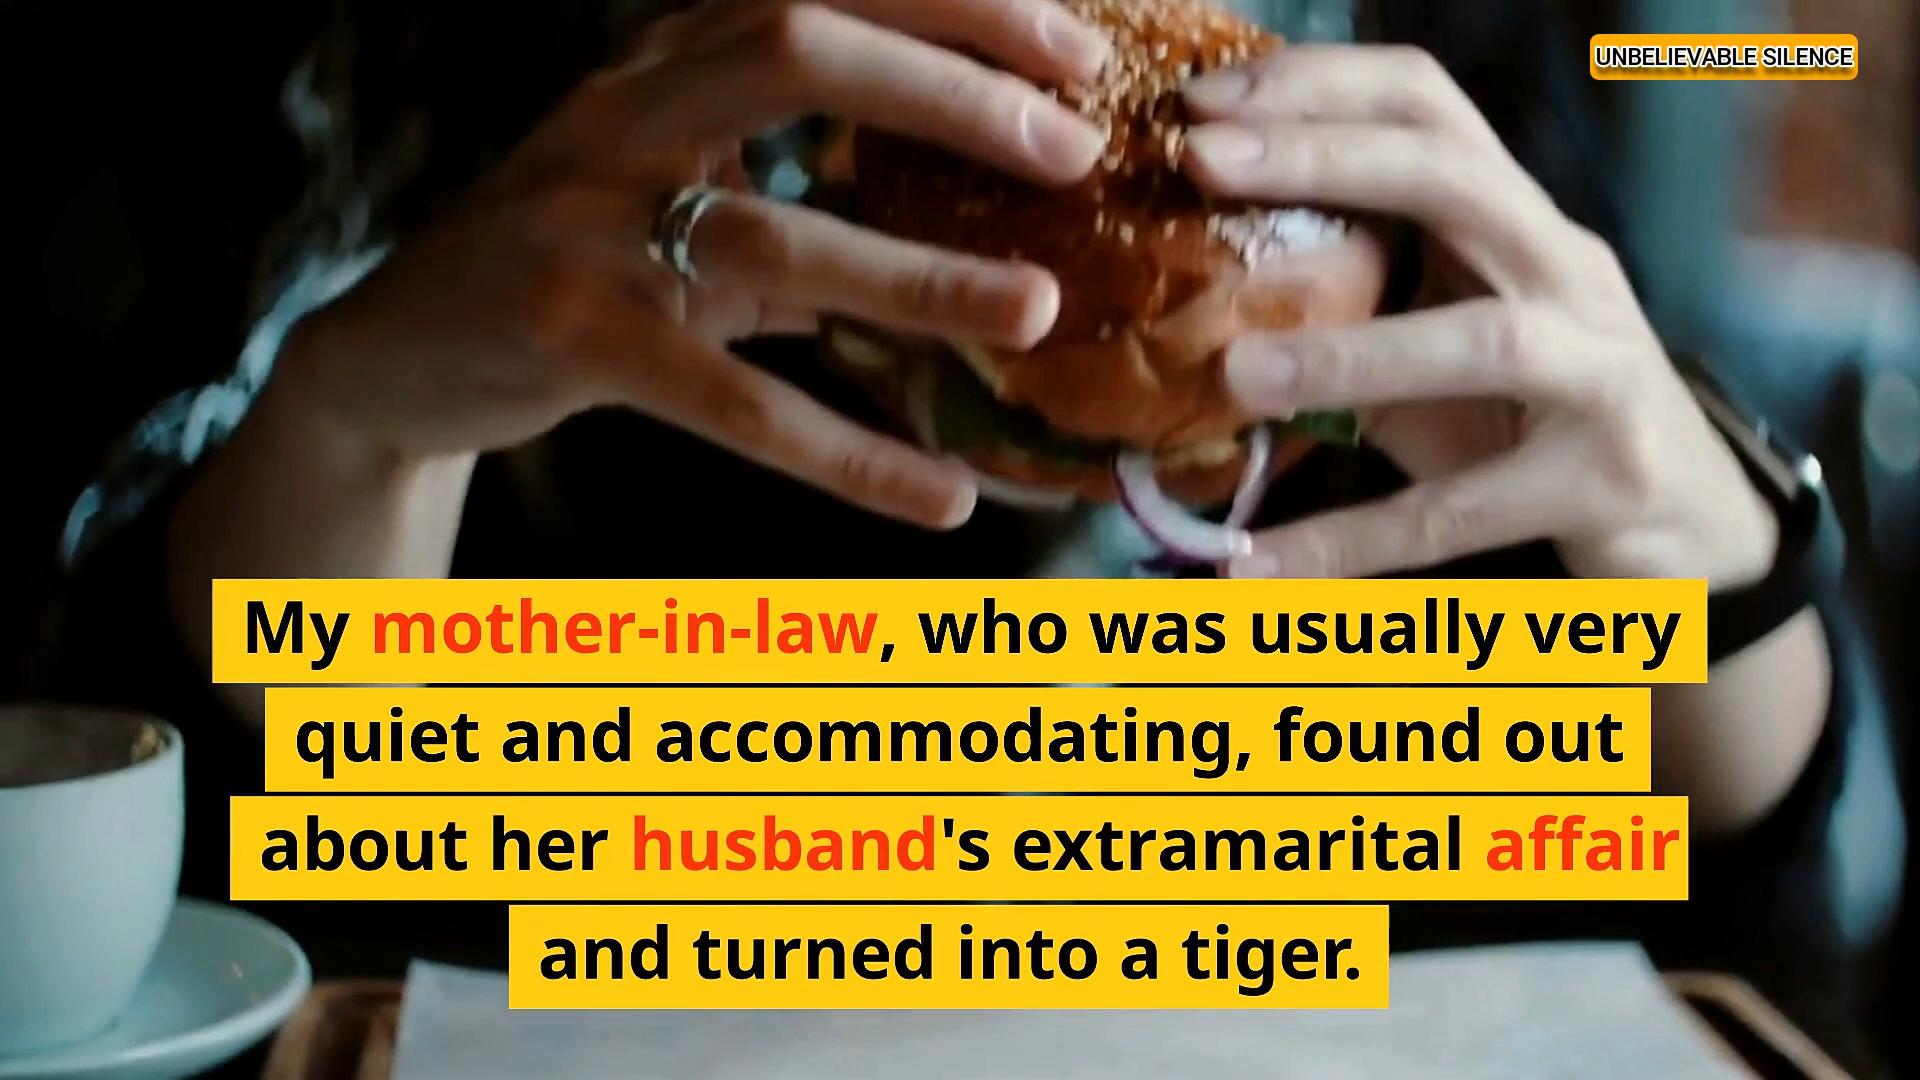 UNBELIEVABLE SILENCE
My mother-in-law, who was usually very
quiet and accommodating, found out
about her husband's extramarital affair
and turned into a tiger.